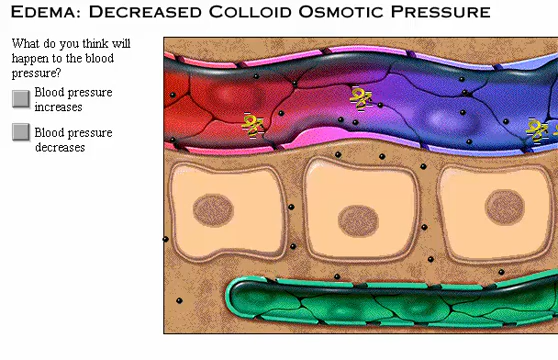 EDEMA: DECREASED COLLOID OSMOTIC PRESSURE
What do you think will
happen to the blood
pressure?
Blood pressure
increases
Blood pressure
decreases